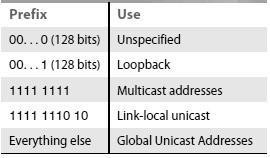 Prefix Use
00. . . 0 (128 bits) Unspecified
00. . . 1 (128 bits) Loopback
1111 1111 Multicast addresses
1111 1110 10 Link-local unicast
Everything else Global Unicast Addresses